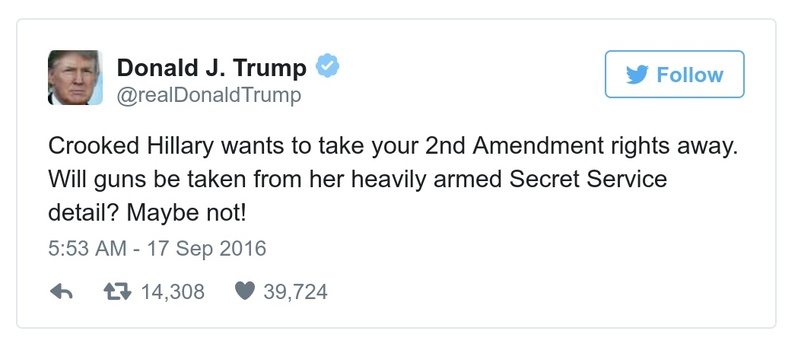 Donald J. Trump
@realDonaldTrump
Follow
Crooked Hillary wants to take your 2nd Amendment rights away.
Will guns be taken from her heavily armed Secret Service
detail? Maybe not!
5:53 AM - 17 Sep 2016
14,308 39,724